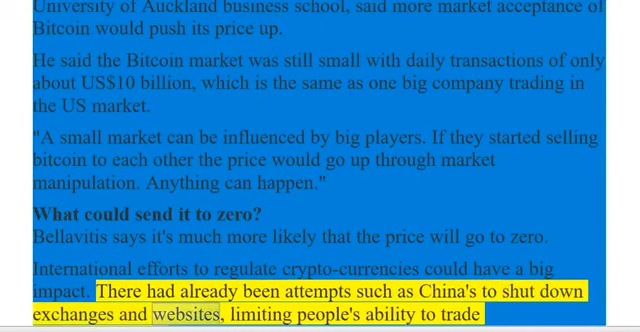 University of Auckland business school, said more market acceptance of
Bitcoin would push its price up.
He said the Bitcoin market was still small with daily transactions of only
about US$10 billion, which is the same as one big company trading in
the US market.
"A small market can be influenced by big players. If they started selling
bitcoin to each other the price would go up through market
manipulation. Anything can happen."
What could send it to zero?
Bellavitis says it's much more likely that the price will go to zero.
International efforts to regulate crypto-currencies could have a big
impact. There had already been attempts such as China's to shut down
exchanges and websites, limiting people's ability to trade